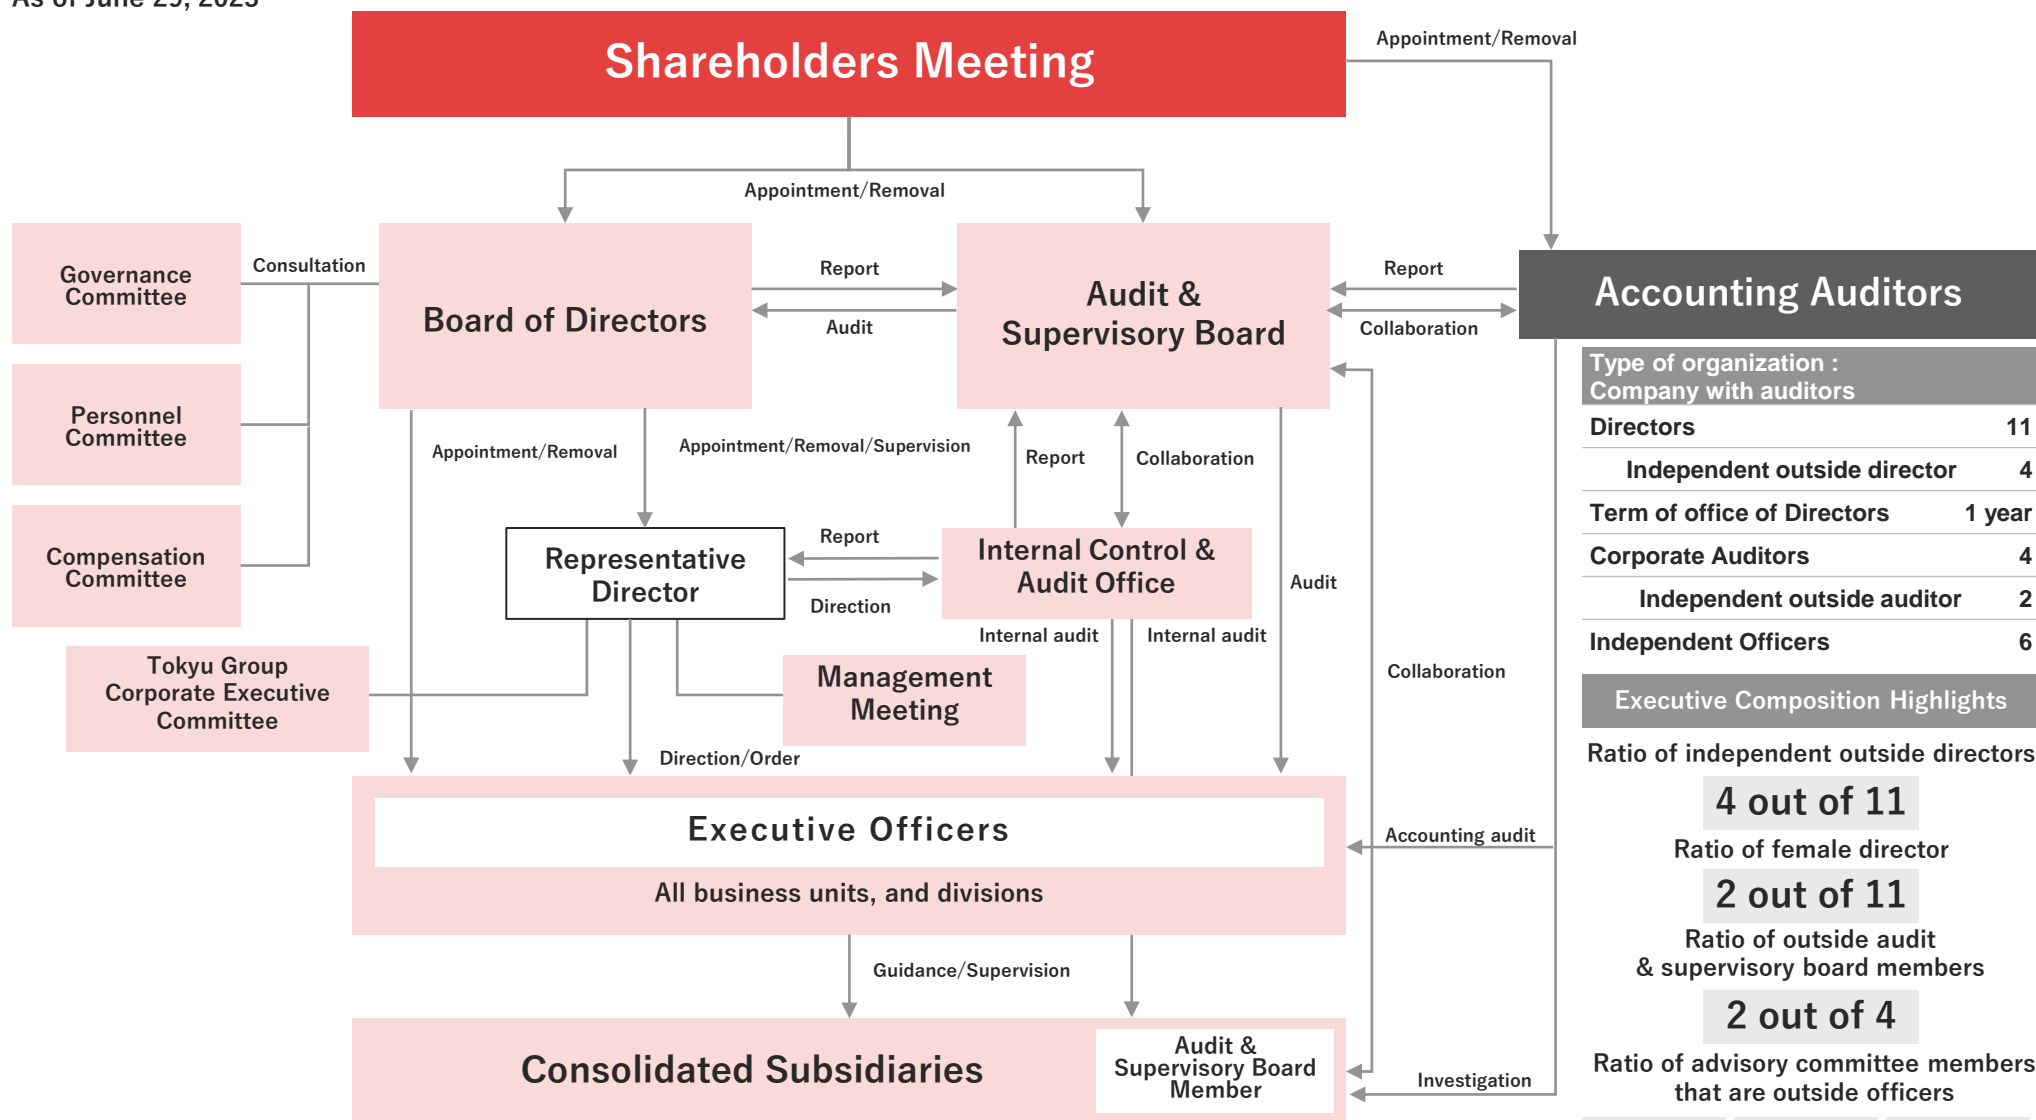 As of June 29, 2023
Shareholders Meeting
Appointment/Removal
Appointment/Removal
Governance
Committee
Consultation
Board of Directors
Report
Audit
Audit &
Supervisory Board
Report
Collaboration
Accounting Auditors
Type of organization :
Company with auditors
Directors 11
Independent outside director 4
Term of office of Directors 1 year
Corporate Auditors 4
Independent outside auditor 2
Independent Officers 6
Personnel
Committee
Appointment/Removal
Appointment/Removal/Supervision
Report
Collaboration
Compensation
Committee
Representative
Director
Report
Direction
Internal Control &
Audit Office
Audit
Internal audit
Internal audit
Tokyu Group
Corporate Executive
Committee
Management
Meeting
Collaboration
Direction/Order
Executive Composition Highlights
Ratio of independent outside directors
4 out of 11
Ratio of female director
2 out of 11
Ratio of outside audit
& supervisory board members
2 out of 4
Ratio of advisory committee members
that are outside officers
Executive Officers
All business units, and divisions
Accounting audit
Guidance/Supervision
Consolidated Subsidiaries
Audit &
Supervisory Board
Member
Investigation